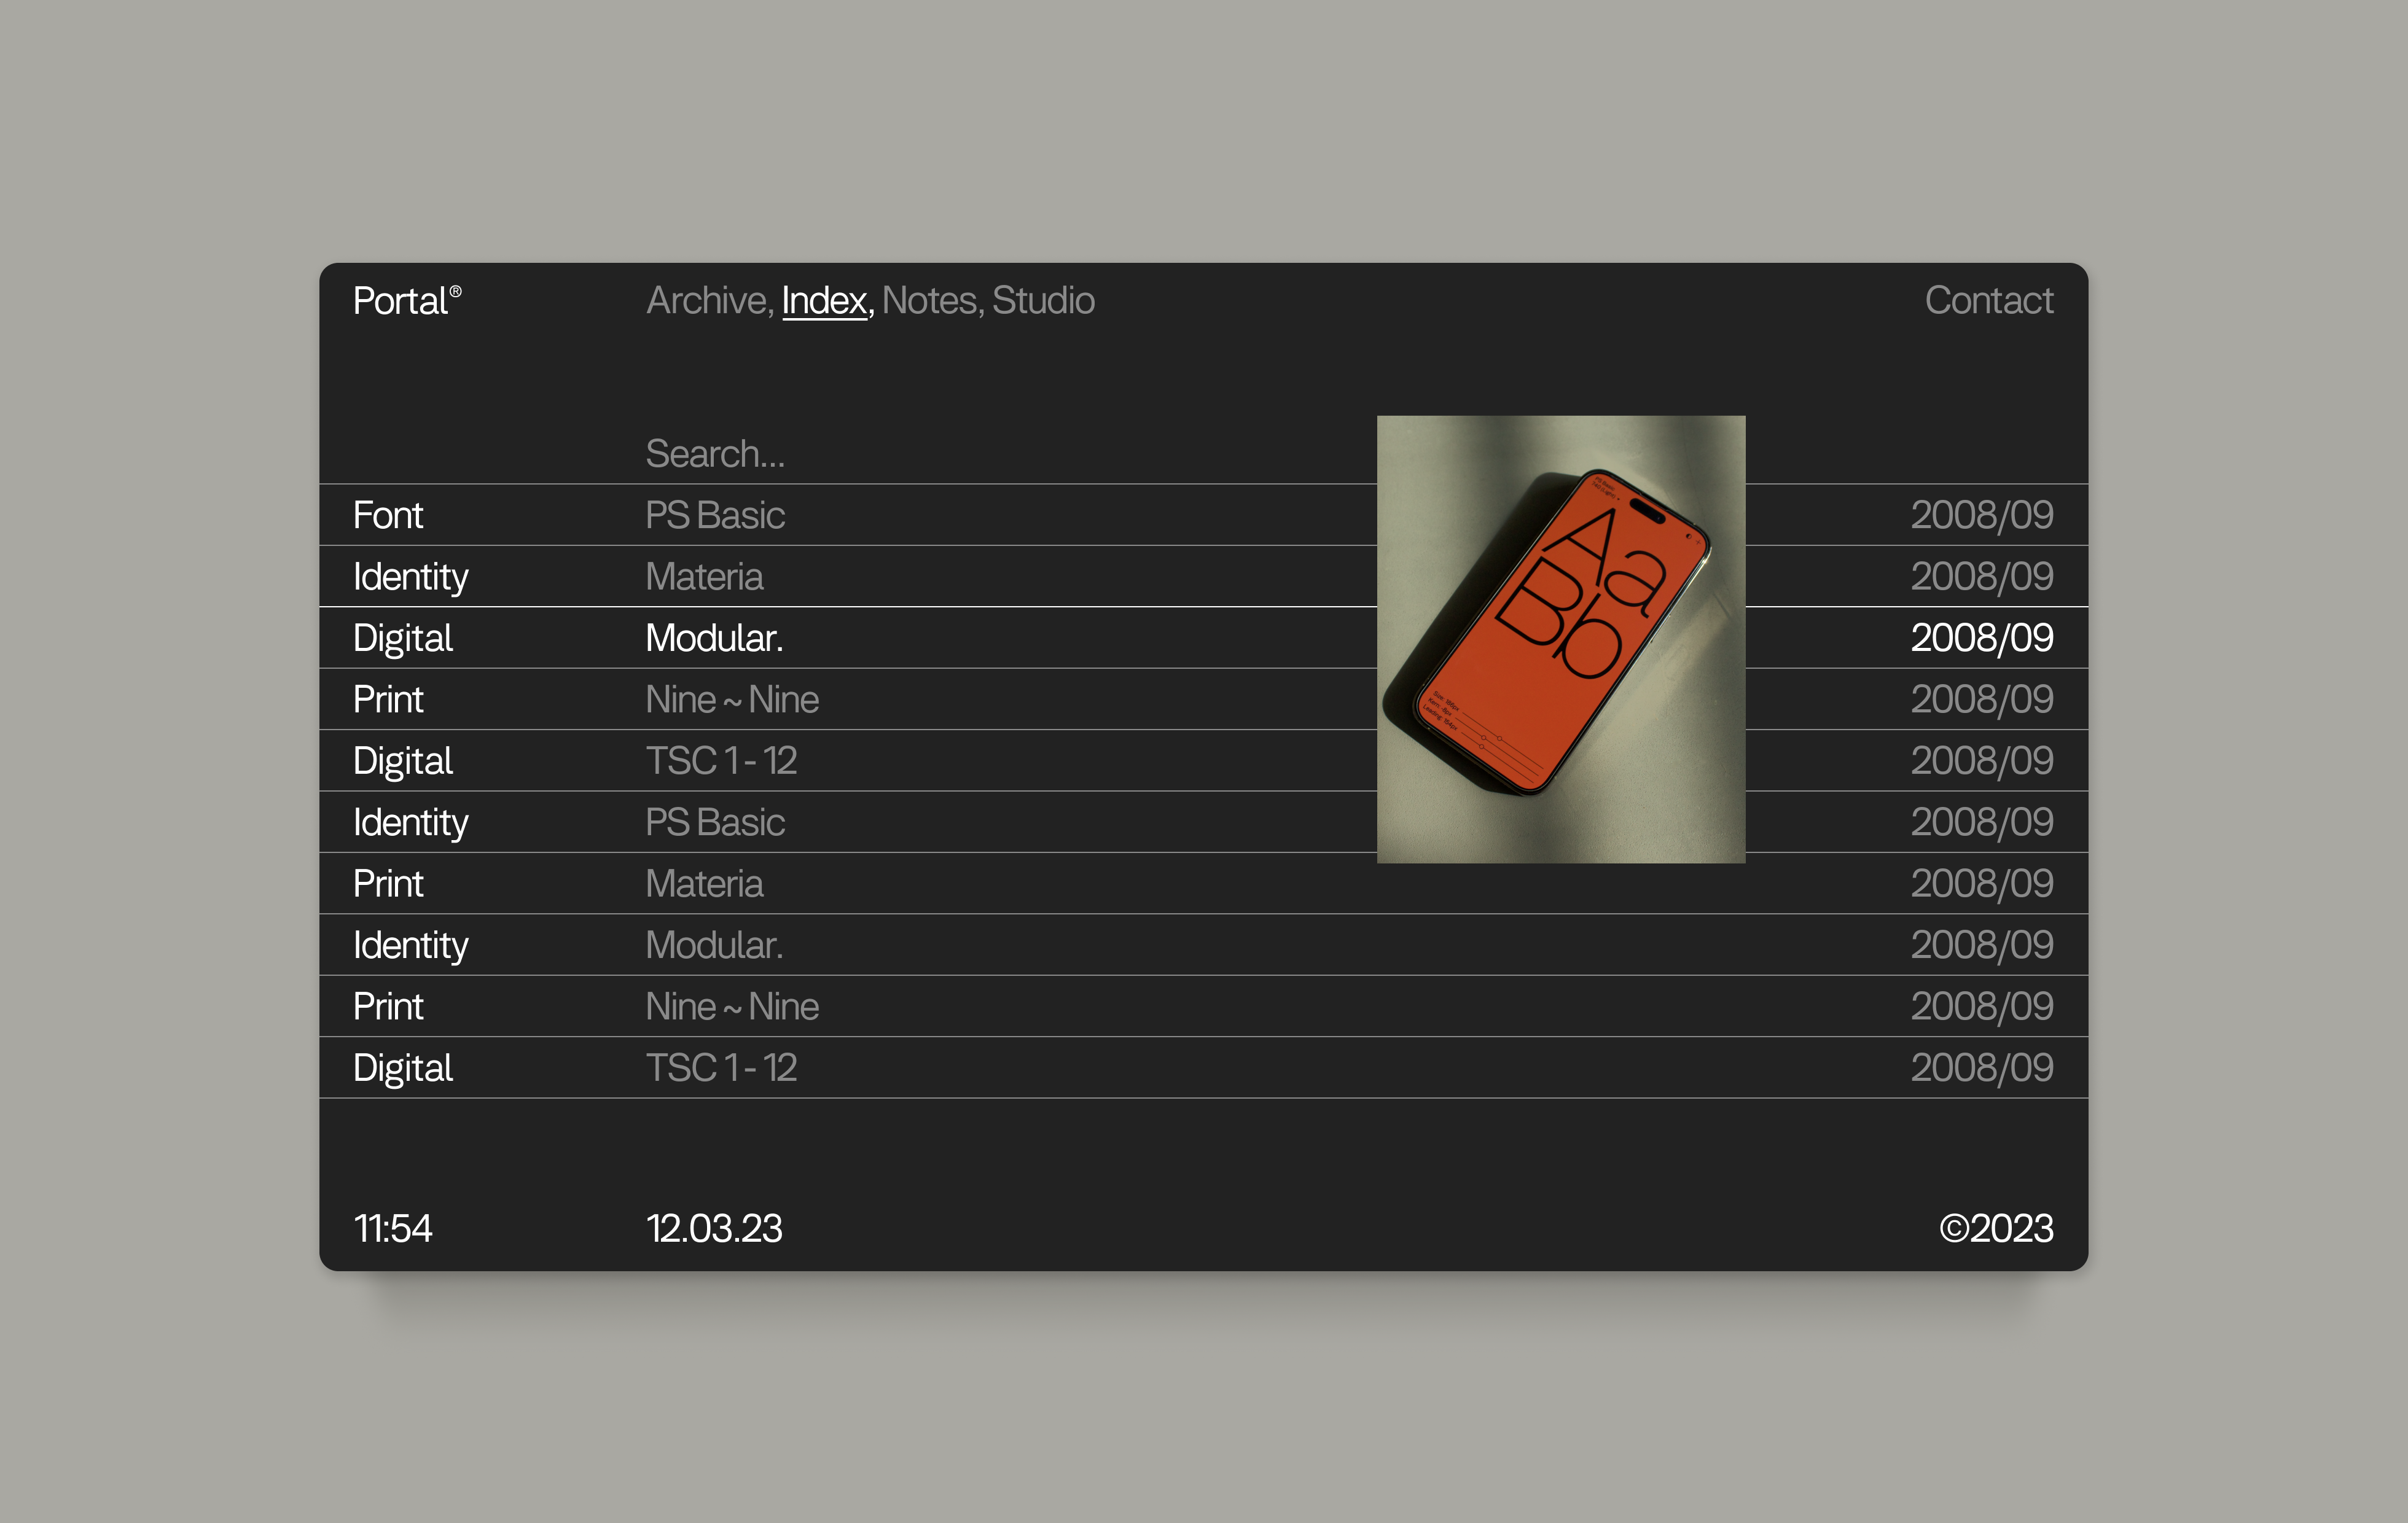 Portal®
Archive, Index, Notes, Studio
Contact
Search...
Font PS Basic 2008/09
Identity Materia 2008/09
Digital Modular. 2008/09
Print Nine ~ Nine 2008/09
Digital TSC 1 - 12 2008/09
Identity PS Basic 2008/09
Print Materia 2008/09
Identity Modular. 2008/09
Print Nine ~ Nine 2008/09
Digital TSC 1 - 12 2008/09
Aa
Bb
11:54
12.03.23
©2023